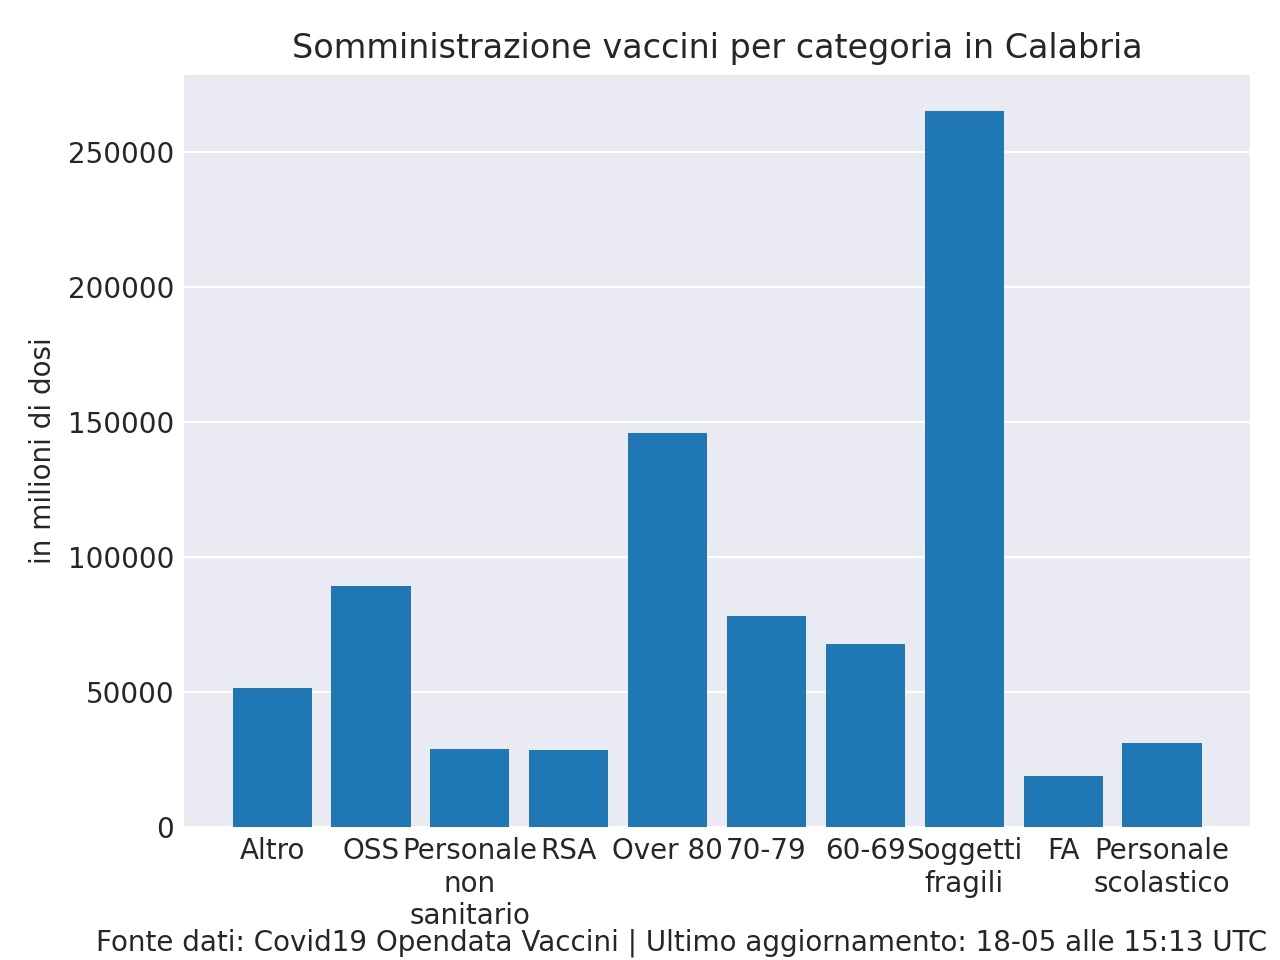 Somministrazione vaccini per categoria in Calabria
in milioni di dosi
250000
200000
150000
100000
50000
0
Altro
OSS
Personale
non
sanitario
RSA
Over 80
70-79
60-69
Soggetti
fragili
FA
Personale
scolastico
Fonte dati: Covid19 Opendata Vaccini | Ultimo aggiornamento: 18-05 alle 15:13 UTC